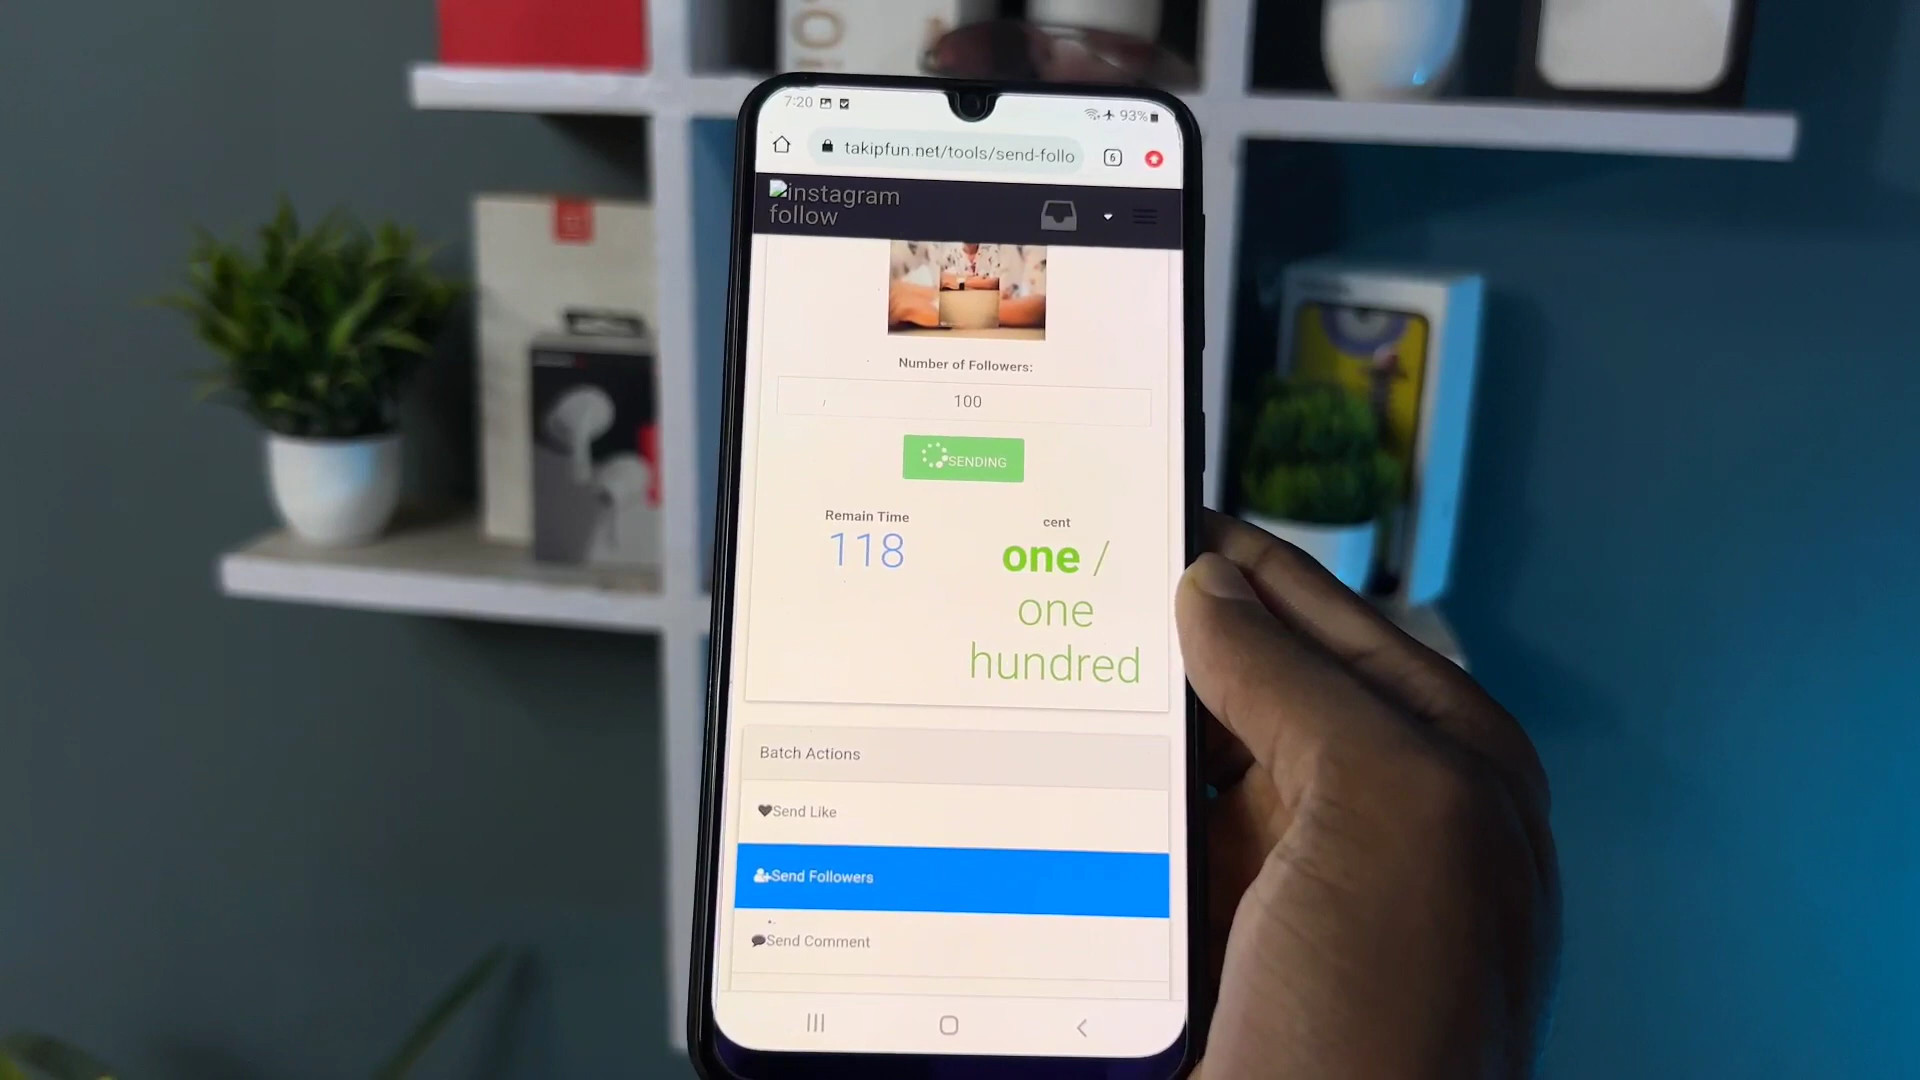 7:20
93%
takipfun.net/tools/send-follo
6
instagram
follow
Number of Followers:
100
SENDING
Remain Time
118
cent
one /
one
hundred
Batch Actions
Send Like
Send Followers
Send Comment